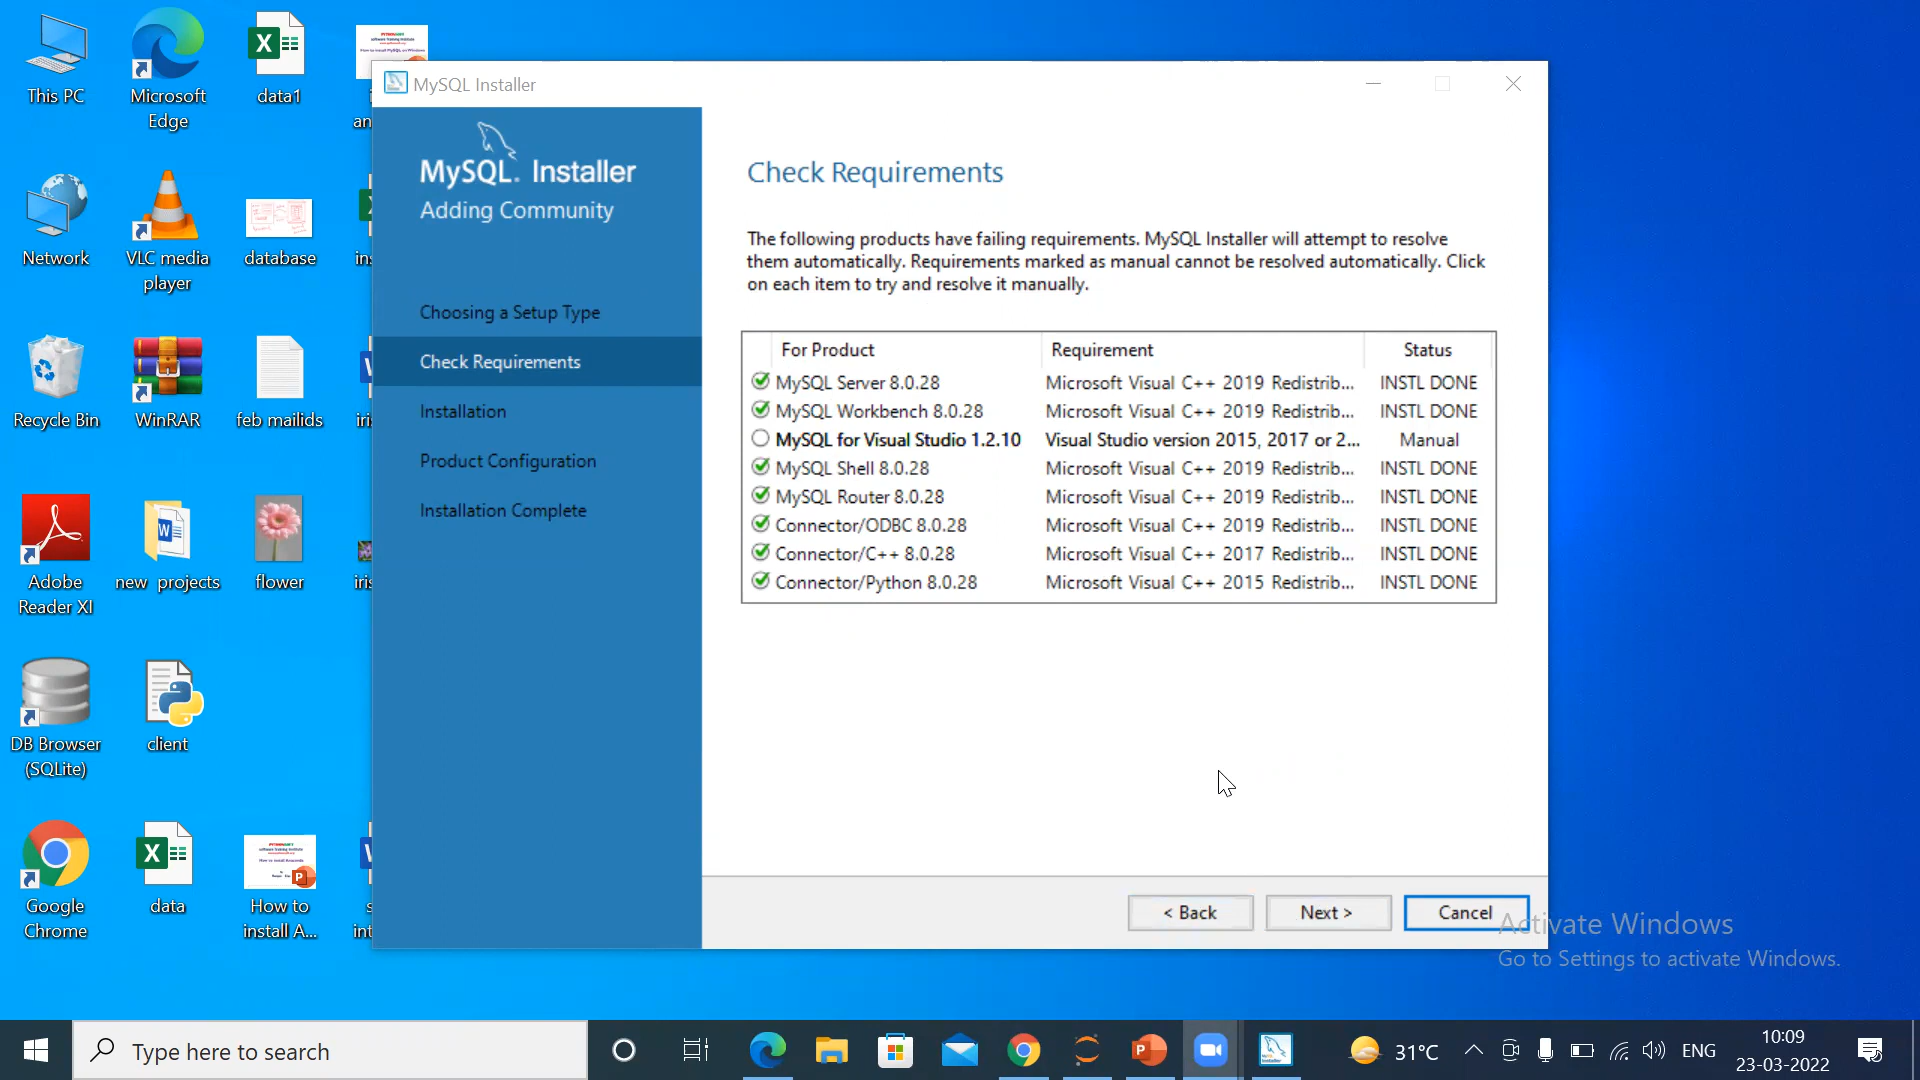 This PC
Microsoft
Edge
data1
Network
VLC media
player
database
Recycle Bin
WinRAR
feb mailids
Adobe
Reader XI
new projects
flower
DB Browser
(SQLite)
client
Google
Chrome
data
How to
install A...
MySQL Installer
MySQL. Installer
Adding Community
Choosing a Setup Type
Check Requirements
Installation
Product Configuration
Installation Complete
Check Requirements
The following products have failing requirements. MySQL Installer will attempt to resolve
them automatically. Requirements marked as manual cannot be resolved automatically. Click
on each item to try and resolve it manually.
For Product Requirement Status
MySQL Server 8.0.28 Microsoft Visual C++ 2019 Redistrib... INSTL DONE
MySQL Workbench 8.0.28 Microsoft Visual C++ 2019 Redistrib... INSTL DONE
MySQL for Visual Studio 1.2.10 Visual Studio version 2015, 2017 or 2... Manual
MySQL Shell 8.0.28 Microsoft Visual C++ 2019 Redistrib... INSTL DONE
MySQL Router 8.0.28 Microsoft Visual C++ 2019 Redistrib... INSTL DONE
Connector/ODBC 8.0.28 Microsoft Visual C++ 2019 Redistrib... INSTL DONE
Connector/C++ 8.0.28 Microsoft Visual C++ 2017 Redistrib... INSTL DONE
Connector/Python 8.0.28 Microsoft Visual C++ 2015 Redistrib... INSTL DONE
< Back Next > Cancel
Activate Windows
Go to Settings to activate Windows.
Type here to search
31°C
ENG
10:09
23-03-2022